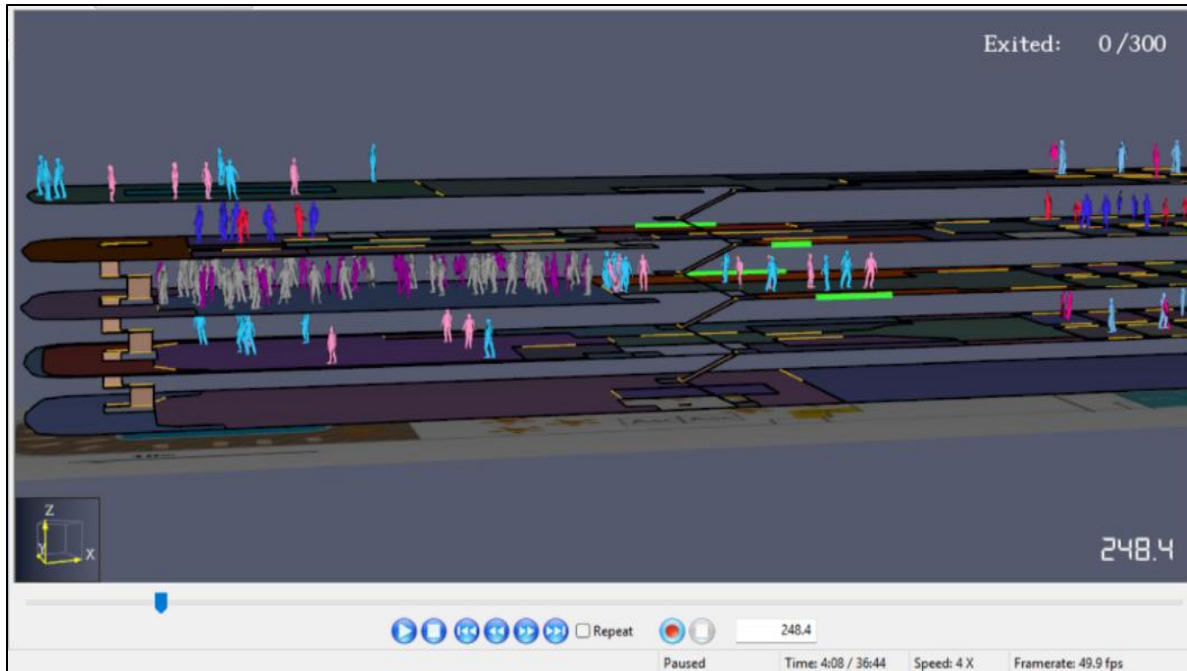 Exited: 0/300
Z
Y
X
248.4
Repeat
248.4
Paused
Time: 4:08 / 36:44
Speed: 4 X
Framerate: 49.9 fps